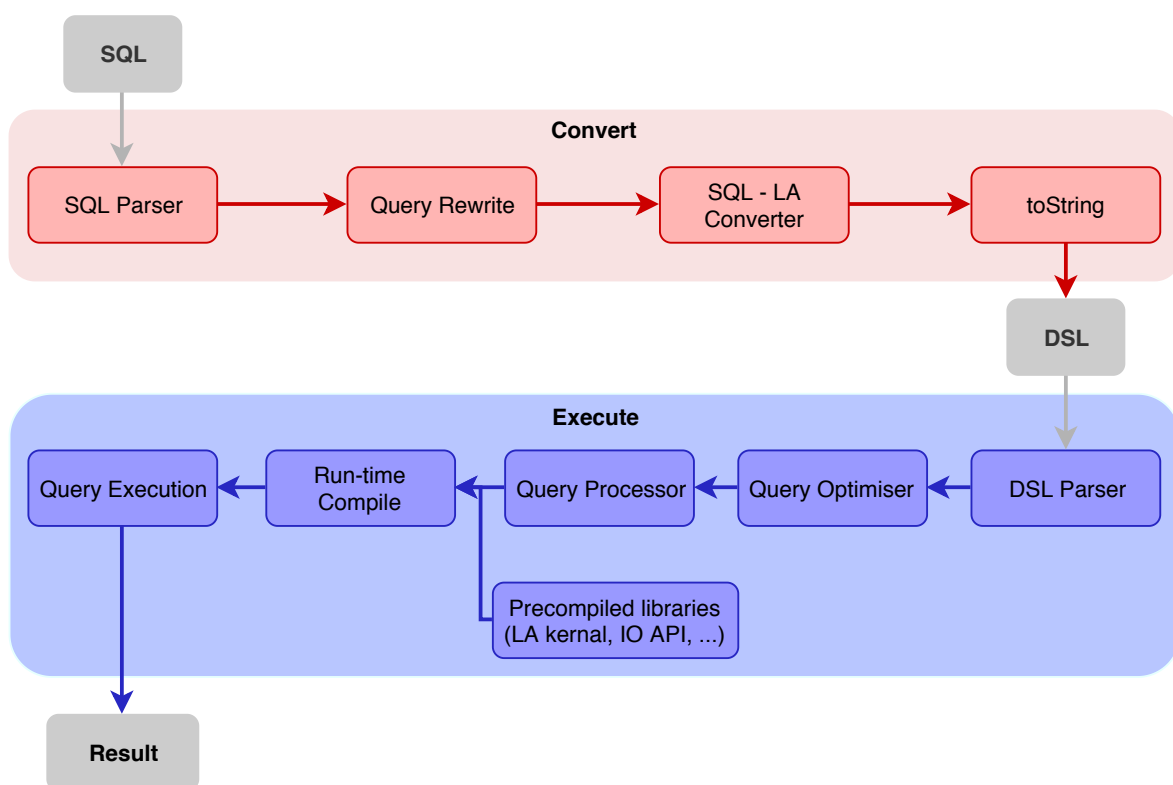 SQL
Convert
SQL Parser
Query Rewrite
SQL - LA
Converter
toString
DSL
Execute
Query Execution
Run-time
Compile
Query Processor
Query Optimiser
DSL Parser
Precompiled libraries
(LA kernal, IO API, ...)
Result